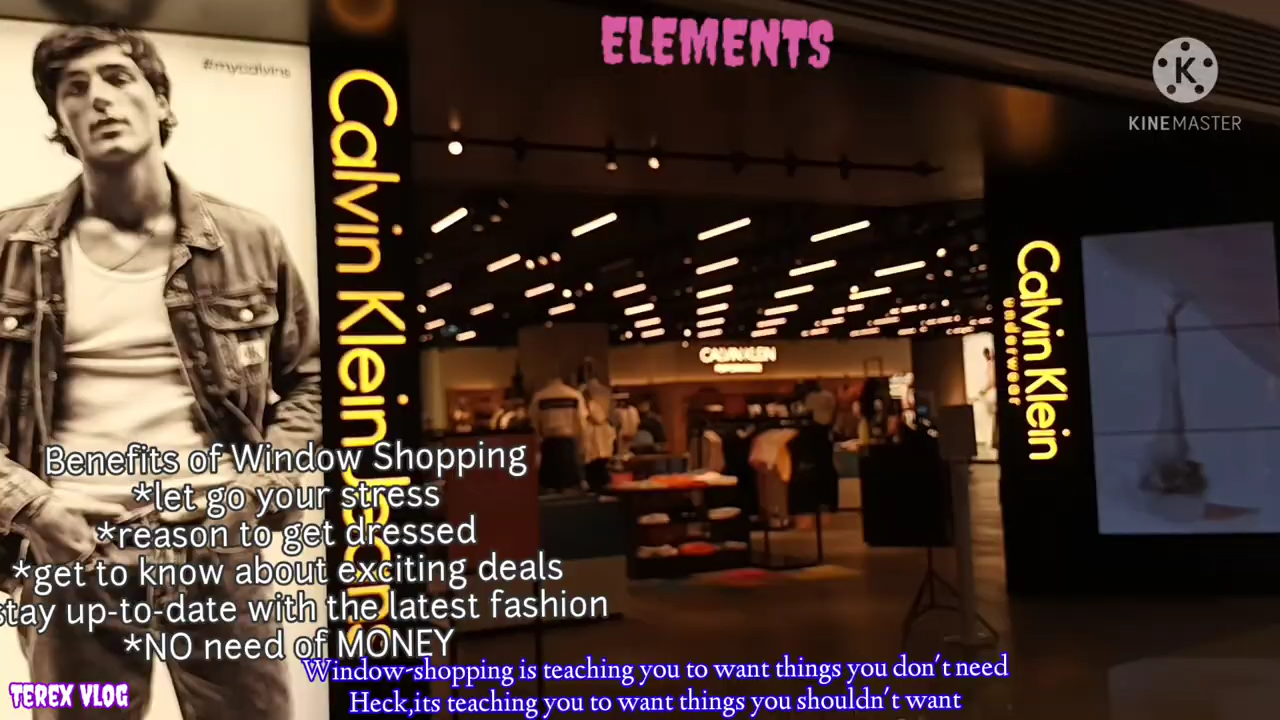 ELEMENTS
#mycalvins
K
KINEMASTER
Calvin Klein Jeans
CALVIN KLEIN
Calvin Klein
underwear
Benefits of Window Shopping
*let go your stress
*reason to get dressed
*get to know about exciting deals
stay up-to-date with the latest fashion
*NO need of MONEY
Window-shopping is teaching you to want things you don't need
Heck,its teaching you to want things you shouldn't want
TEREX VLOG